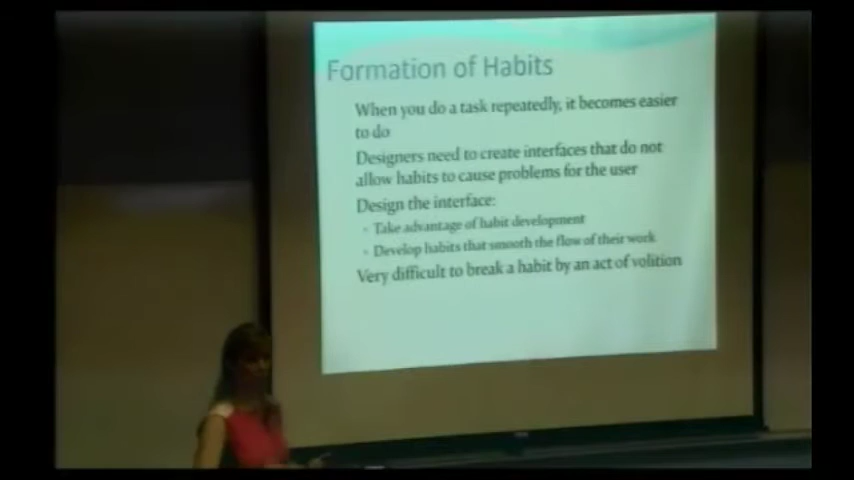 Formation of Habits
When you do a task repeatedly, it becomes easier
to do
Designers need to create interfaces that do not
allow habits to cause problems for the user
Design the interface:
Take advantage of habit development
Develop habits that smooth the flow of their work
Very difficult to break a habit by an act of volition